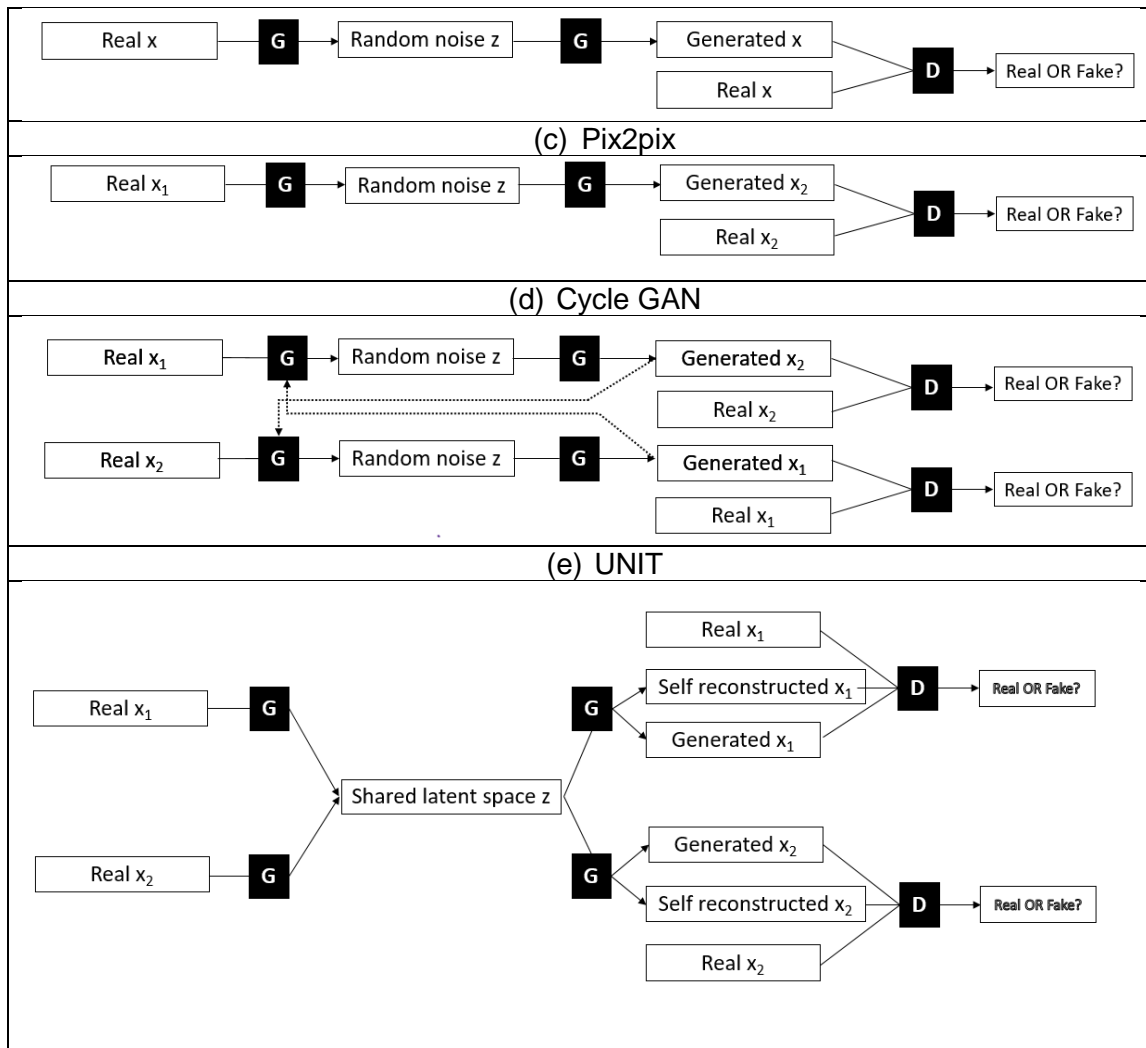 Real x G Random noise z G Generated x
Real x
D Real OR Fake?
(c) Pix2pix
Real x₁ G Random noise z G Generated x₂
Real x₂
D Real OR Fake?
(d) Cycle GAN
Real x₁ G Random noise z G Generated x₂
Real x₂
D Real OR Fake?
Real x₂ G Random noise z G Generated x₁
Real x₁
D Real OR Fake?
(e) UNIT
Real x₁
Real x₁ G
G Self reconstructed x₁ D Real OR Fake?
Generated x₁
Shared latent space z
Real x₂ G
G Generated x₂
Self reconstructed x₂ D Real OR Fake?
Real x₂